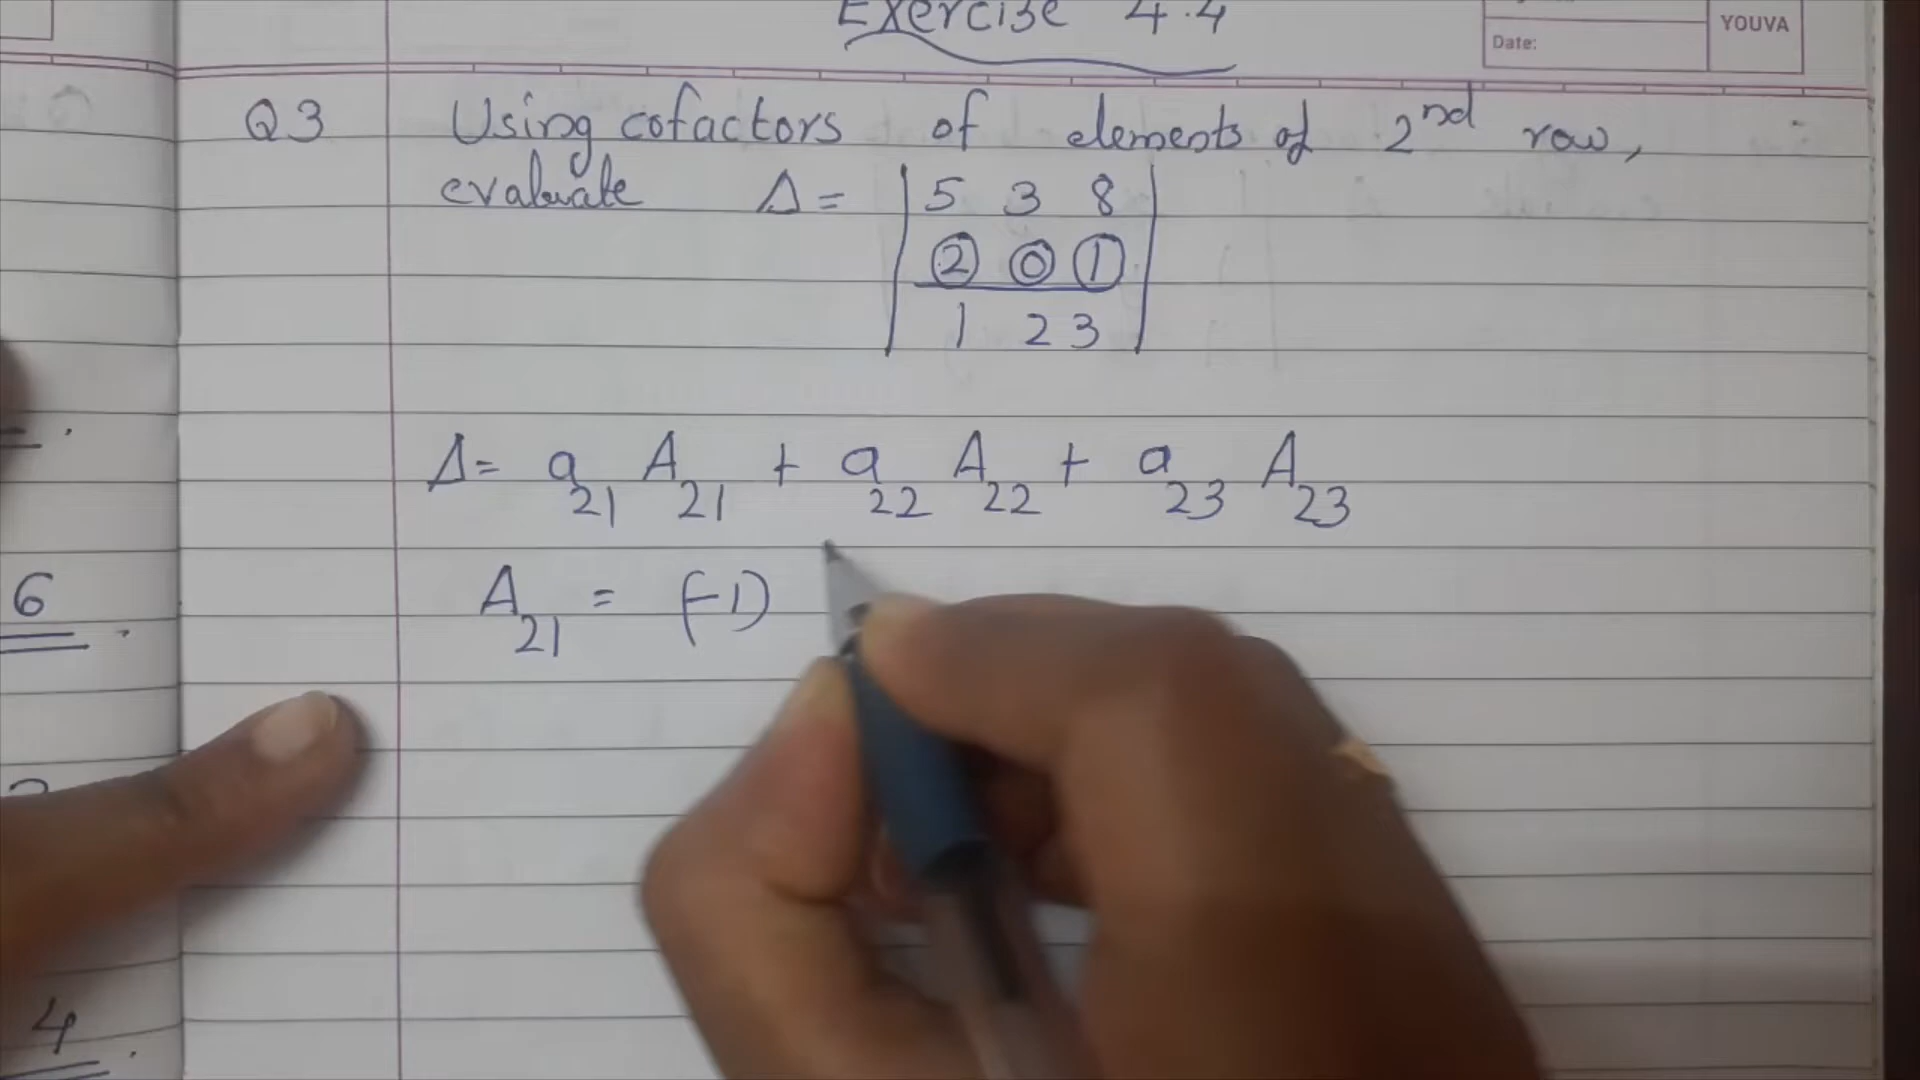 Exercise 4.4
YOUVA
Date:
Q3 Using cofactors of elements of 2nd row,
evaluate Δ = | 5 3 8 |
| 2 0 1 |
| 1 2 3 |
Δ = a21 A21 + a22 A22 + a23 A23
A21 = (-1)
6
4